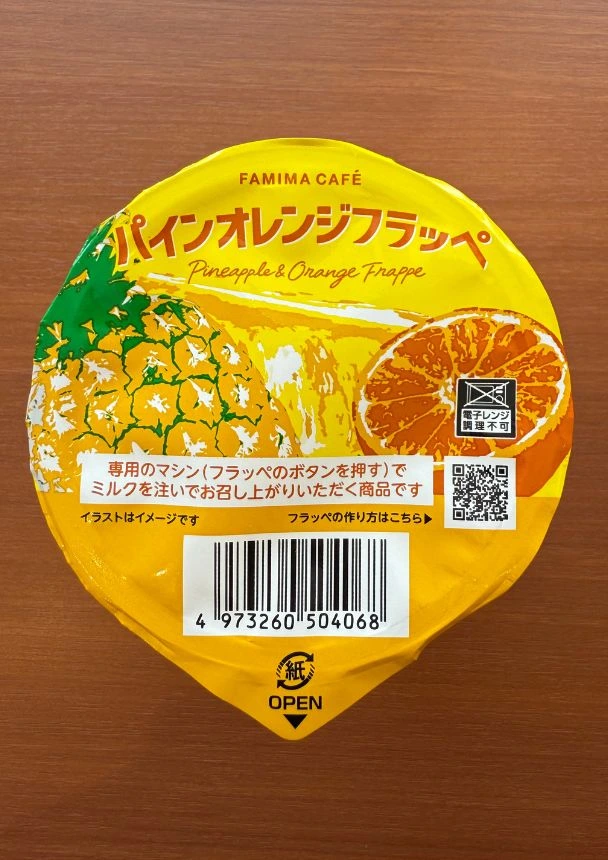 FAMIMA CAFÉ
パインオレンジフラッペ
Pineapple & Orange Frappe
電子レンジ
調理不可
専用のマシン(フラッペのボタンを押す)で
ミルクを注いでお召し上がりいただく商品です
イラストはイメージです
フラッペの作り方はこちら▶
4 973260 504068
紙
OPEN